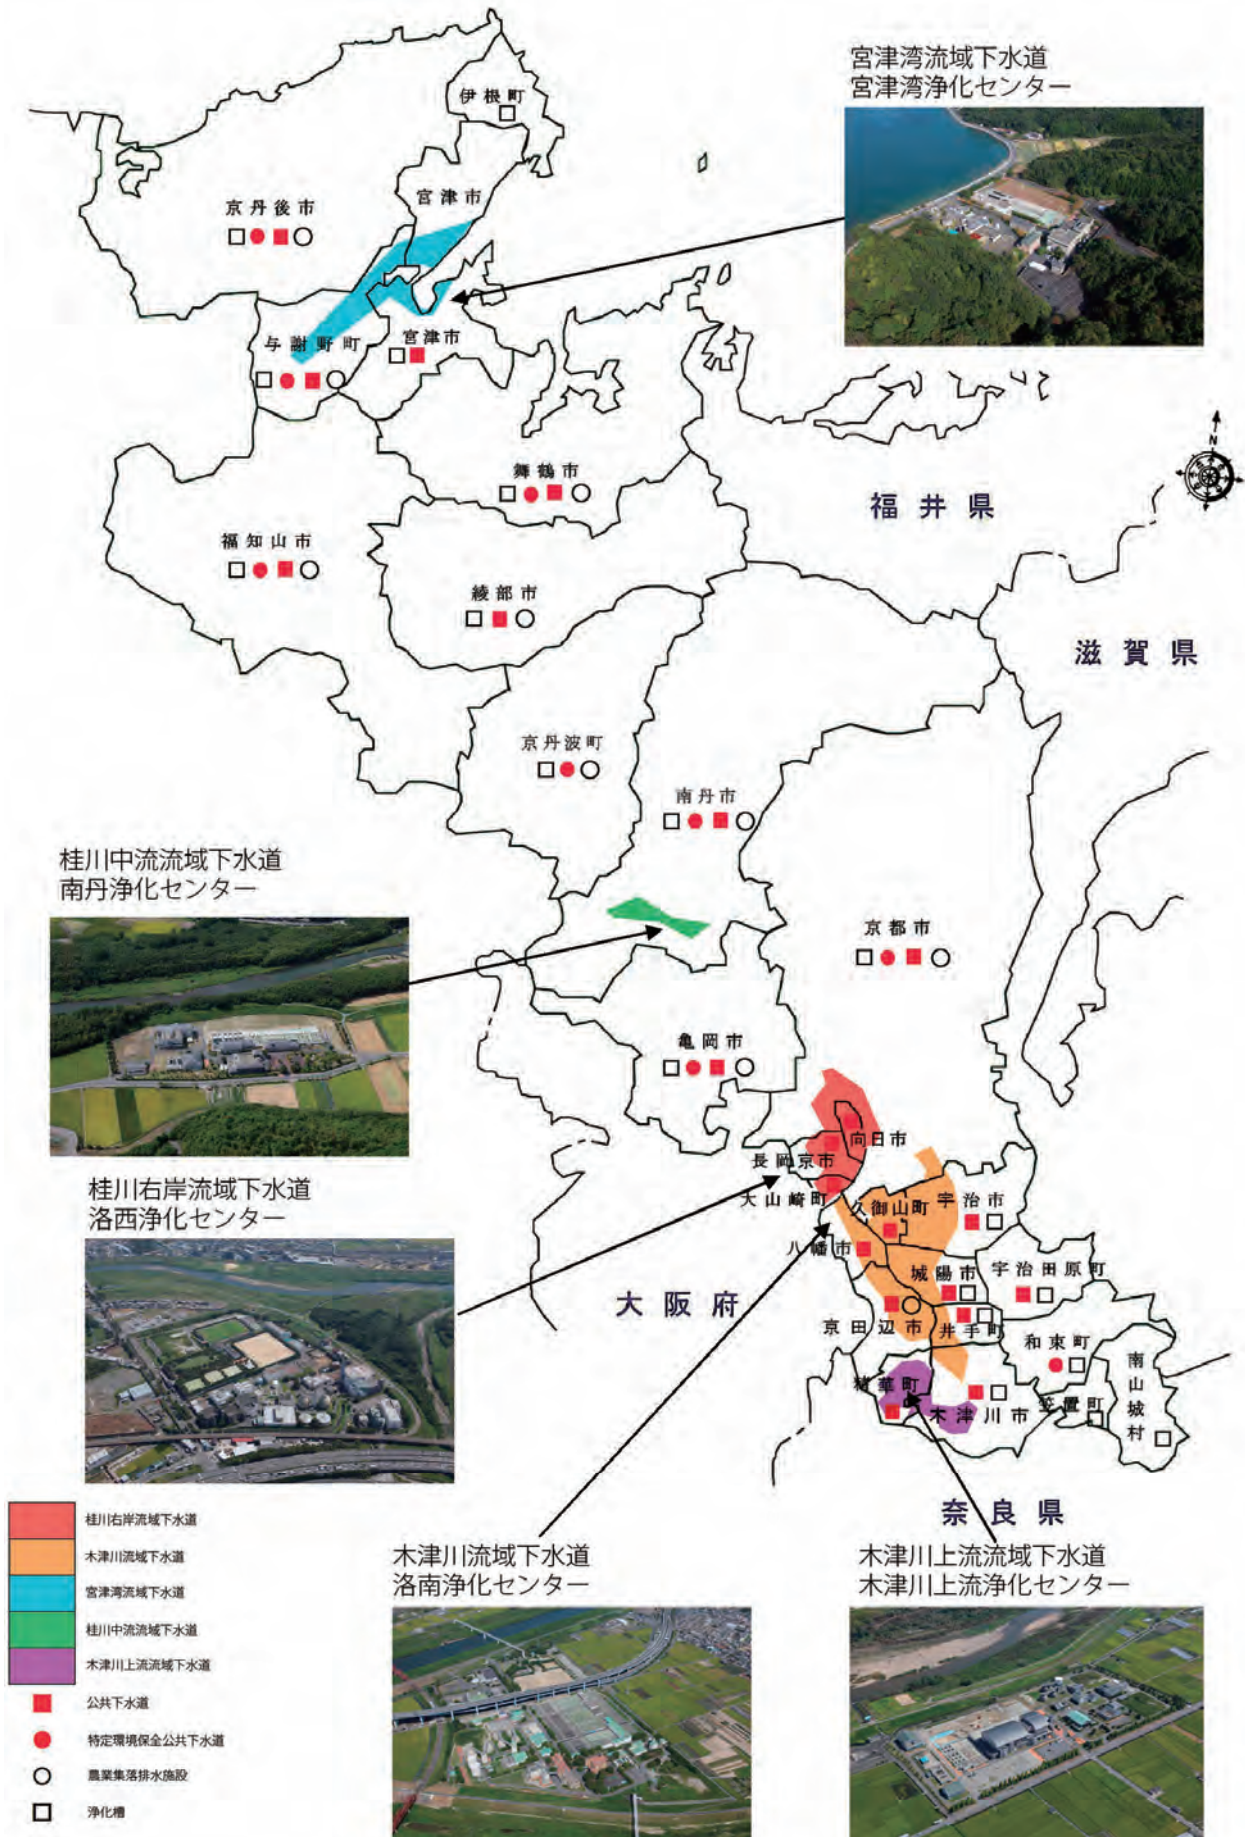 宮津湾流域下水道
宮津湾浄化センター
伊根町
宮津市
京丹後市
与謝野町
宮津市
舞鶴市
福井県
N
福知山市
綾部市
滋賀県
京丹波町
南丹市
桂川中流流域下水道
南丹浄化センター
京都市
亀岡市
向日市
長岡京市
大山崎町
桂川右岸流域下水道
洛西浄化センター
久御山町
宇治市
八幡市
城陽市
宇治田原町
大阪府
京田辺市
井手町
和束町
南山城村
精華町
木津川市
笠置町
奈良県
桂川右岸流域下水道
木津川流域下水道
宮津湾流域下水道
桂川中流流域下水道
木津川上流流域下水道
公共下水道
特定環境保全公共下水道
農業集落排水施設
浄化槽
木津川流域下水道
洛南浄化センター
木津川上流流域下水道
木津川上流浄化センター